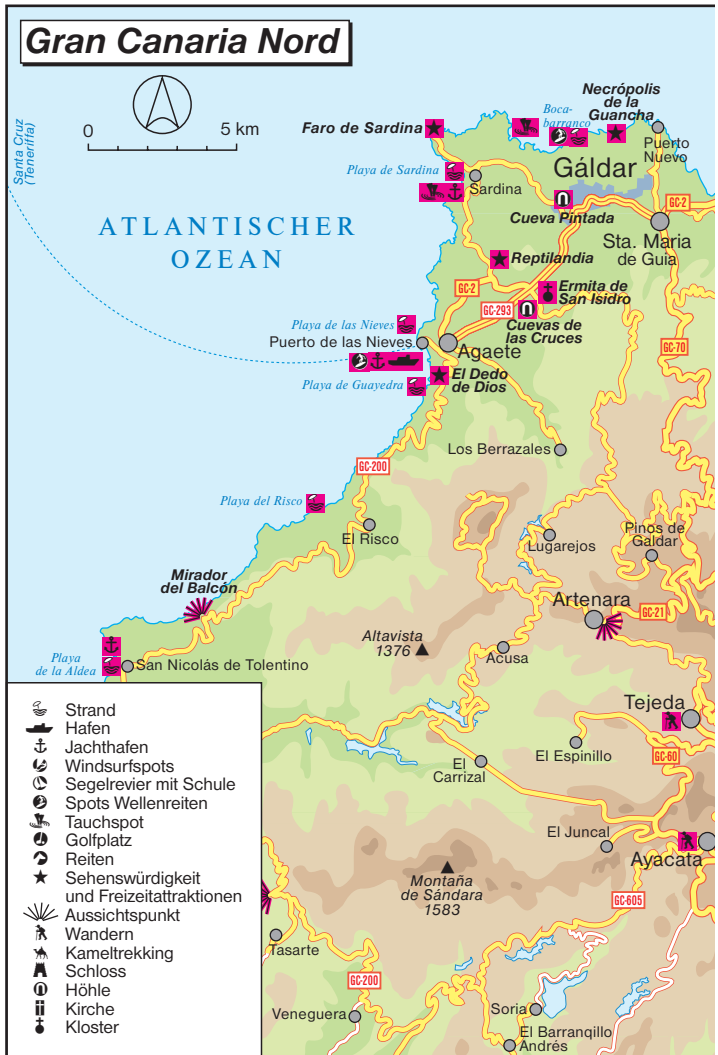 Gran Canaria Nord
0 5 km
Santa Cruz
(Teneriffa)
ATLANTISCHER
OZEAN
Faro de Sardina
Boca-
barranco
Necrópolis
de la
Guancha
Puerto
Nuevo
Playa de Sardina
Sardina
Gáldar
Cueva Pintada
GC-2
Sta. Maria
de Guia
Reptilandia
GC-2
GC-293
Ermita de
San Isidro
Cuevas de
las Cruces
Playa de las Nieves
Puerto de las Nieves
Agaete
GC-70
Playa de Guayedra
El Dedo
de Dios
Los Berrazales
GC-200
Playa del Risco
El Risco
Lugarejos
Pinos de
Galdar
Mirador
del Balcón
Artenara
GC-21
Altavista
1376
Acusa
Playa
de la Aldea
San Nicolás de Tolentino
Tejeda
El Espinillo
GC-60
El
Carrizal
El Juncal
Ayacata
Montaña
de Sándara
1583
GC-605
Tasarte
GC-200
Veneguera
Soria
El Barranqillo
Andrés
Strand
Hafen
Jachthafen
Windsurfspots
Segelrevier mit Schule
Spots Wellenreiten
Tauchspot
Golfplatz
Reiten
Sehenswürdigkeit
und Freizeitattraktionen
Aussichtspunkt
Wandern
Kameltrekking
Schloss
Höhle
Kirche
Kloster